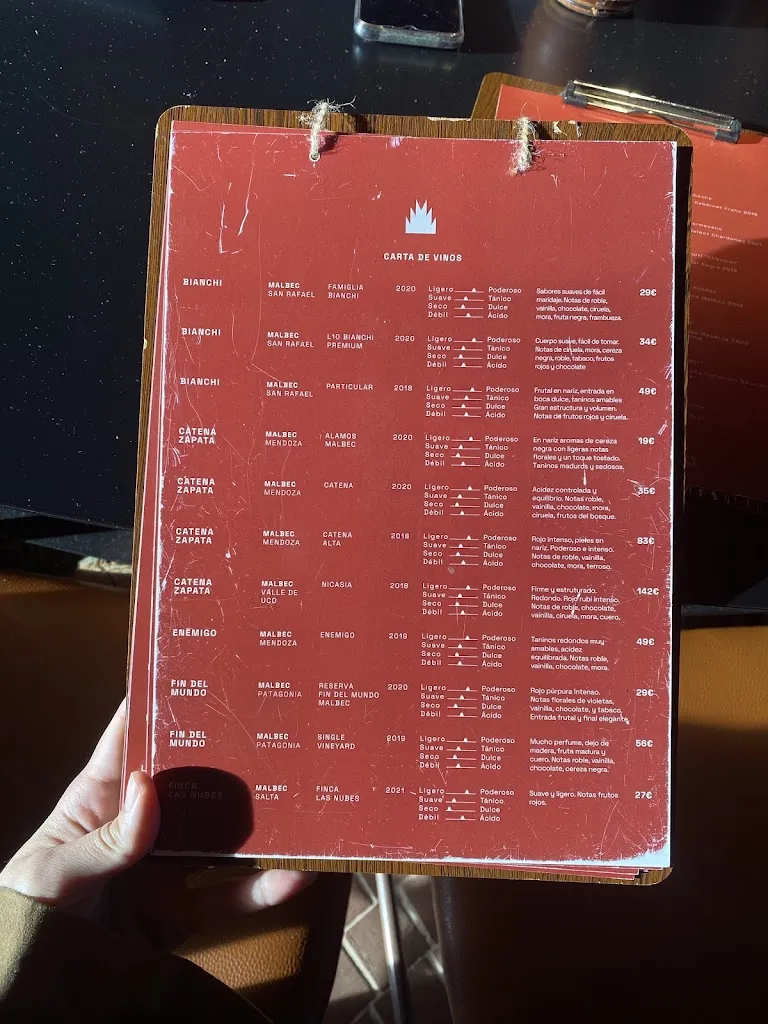 CARTA DE VINOS
BIANCHI MALBEC SAN RAFAEL FAMIGLIA BIANCHI 2020 29€
Ligero Poderoso
Suave Tánico
Seco Dulce
Débil Ácido
Sabores suaves de fácil
maridaje. Notas de roble,
vainilla, chocolate, ciruela,
mora, fruta negra, frambueza.
BIANCHI MALBEC SAN RAFAEL L10 BIANCHI PREMIUM 2020 34€
Ligero Poderoso
Suave Tánico
Seco Dulce
Débil Ácido
Cuerpo suave, fácil de tomar.
Notas de ciruela, mora, cereza
negra, roble, tabaco, frutos
rojos y chocolate
BIANCHI MALBEC SAN RAFAEL PARTICULAR 2018 49€
Ligero Poderoso
Suave Tánico
Seco Dulce
Débil Ácido
Frutal en nariz, entrada en
boca dulce, taninos amables
Gran estructura y volumen.
Notas de frutos rojos y ciruela.
CATENA ZAPATA MALBEC MENDOZA ALAMOS MALBEC 2020 19€
Ligero Poderoso
Suave Tánico
Seco Dulce
Débil Ácido
En nariz aromas de cereza
negra con ligeras notas
florales y un toque tostado.
Taninos maduros y sedosos.
CATENA ZAPATA MALBEC MENDOZA CATENA 2020 35€
Ligero Poderoso
Suave Tánico
Seco Dulce
Débil Ácido
Acidez controlada y
equilibrio. Notas roble,
vainilla, chocolate, mora,
ciruela, frutos del bosque.
CATENA ZAPATA MALBEC MENDOZA CATENA ALTA 2018 83€
Ligero Poderoso
Suave Tánico
Seco Dulce
Débil Ácido
Rojo intenso, pieles en
nariz. Poderoso e intenso.
Notas de roble, vainilla,
chocolate, mora, terroso.
CATENA ZAPATA MALBEC VALLE DE UCO NICASIA 2018 142€
Ligero Poderoso
Suave Tánico
Seco Dulce
Débil Ácido
Firme y estruturado.
Redondo. Rojo rubí intenso.
Notas de roble, chocolate,
vainilla, ciruela, mora, cuero.
ENEMIGO MALBEC MENDOZA ENEMIGO 2019 49€
Ligero Poderoso
Suave Tánico
Seco Dulce
Débil Ácido
Taninos redondos muy
amables, acidez
equilibrada. Notas roble,
vainilla, chocolate, mora.
FIN DEL MUNDO MALBEC PATAGONIA RESERVA FIN DEL MUNDO MALBEC 2020 29€
Ligero Poderoso
Suave Tánico
Seco Dulce
Débil Ácido
Rojo púrpura intenso.
Notas florales de violetas,
vainilla, chocolate, y tabaco.
Entrada frutal y final elegante.
FIN DEL MUNDO MALBEC PATAGONIA SINGLE VINEYARD 2019 56€
Ligero Poderoso
Suave Tánico
Seco Dulce
Débil Ácido
Mucho perfume, dejo de
madera, fruta madura y
cuero. Notas roble, vainilla,
chocolate, cereza negra.
FINCA LAS NUBES MALBEC SALTA FINCA LAS NUBES 2021 27€
Ligero Poderoso
Suave Tánico
Seco Dulce
Débil Ácido
Suave y ligero. Notas frutos
rojos.